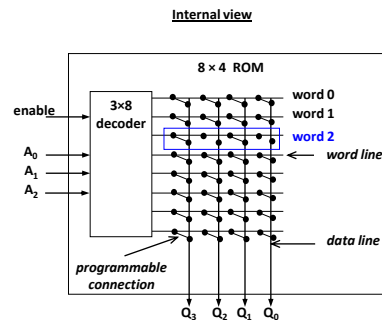 Internal view
8 × 4 ROM
3×8
decoder
word 0
enable
word 1
word 2
A₀
word line
A₁
A₂
data line
programmable
connection
Q₃ Q₂ Q₁ Q₀